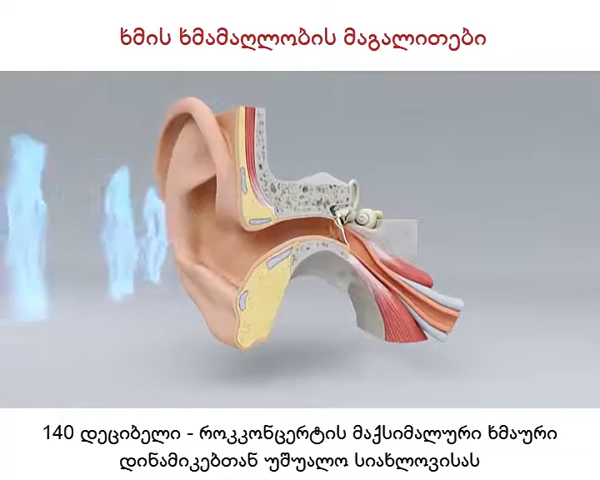 ხმის ხმამაღლობის მაგალითები
140 დეციბელი - როკკონცერტის მაქსიმალური ხმაური
დინამიკებთან უშუალო სიახლოვისას